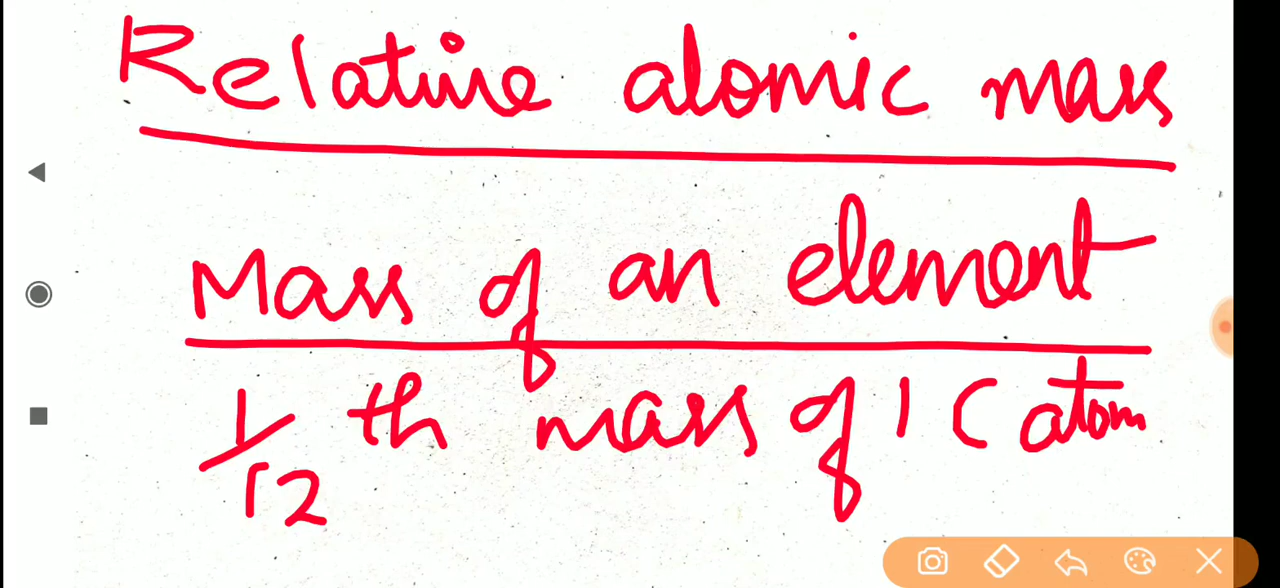 Relative atomic mass
Mass of an element
1/12 th mass of 1 C atom